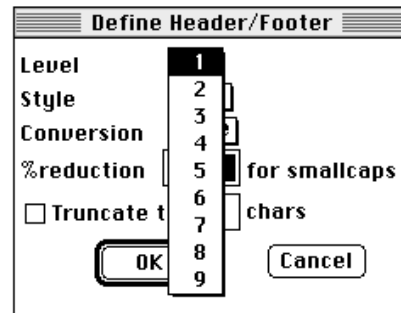 Define Header/Footer
Level 1
2
Style
3
Conversion
4
%reduction 5 for smallcaps
6
Truncate t chars
7
OK 8 Cancel
9